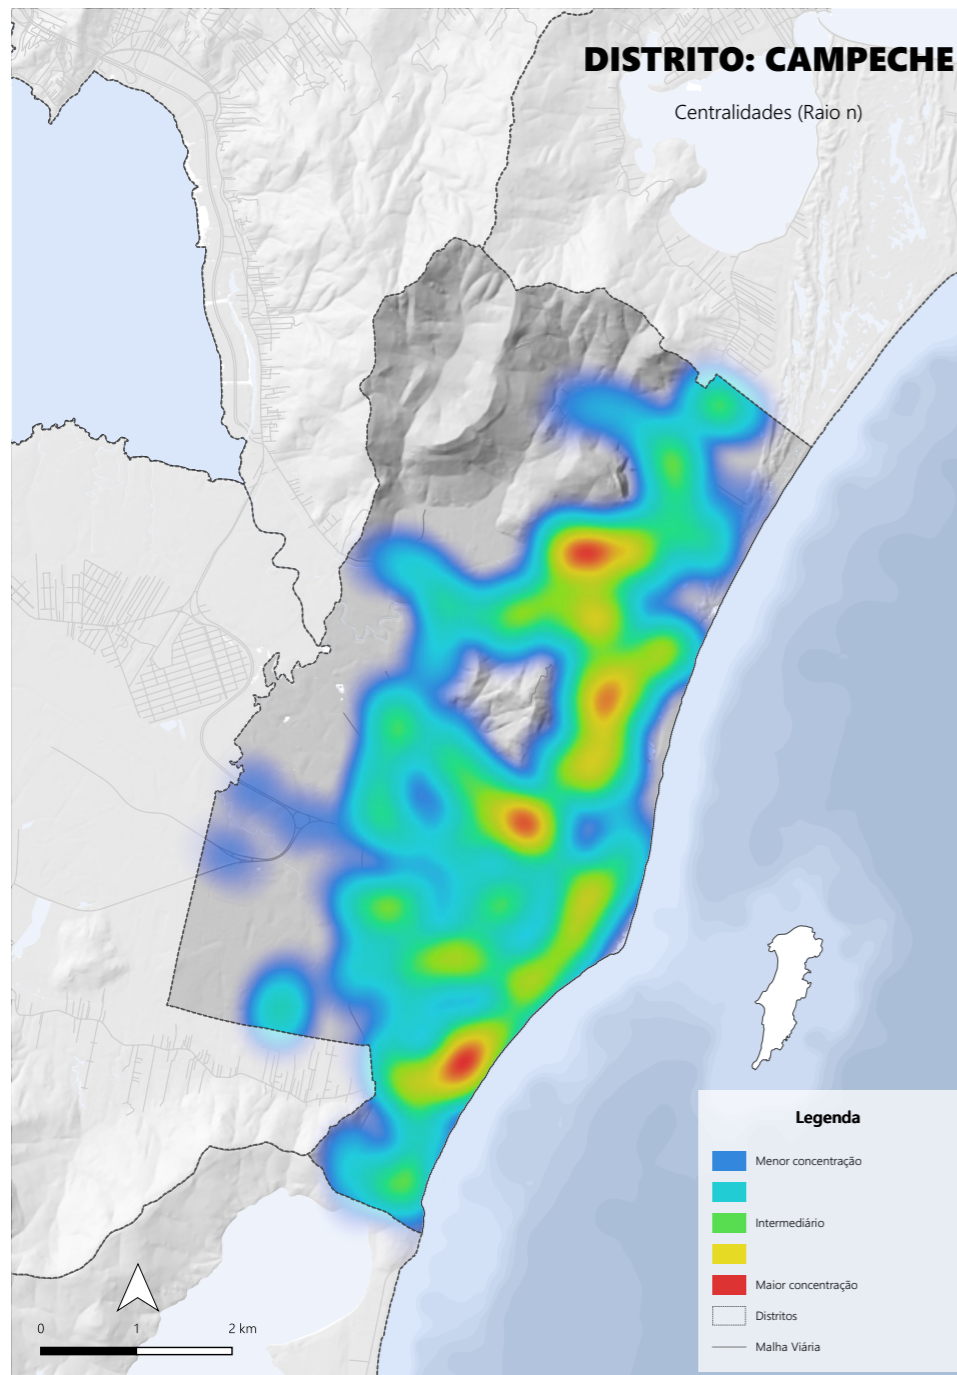 DISTRITO: CAMPECHE
Centralidades (Raio n)
Legenda
Menor concentração
Intermediário
Maior concentração
Distritos
Malha Viária
0 1 2 km